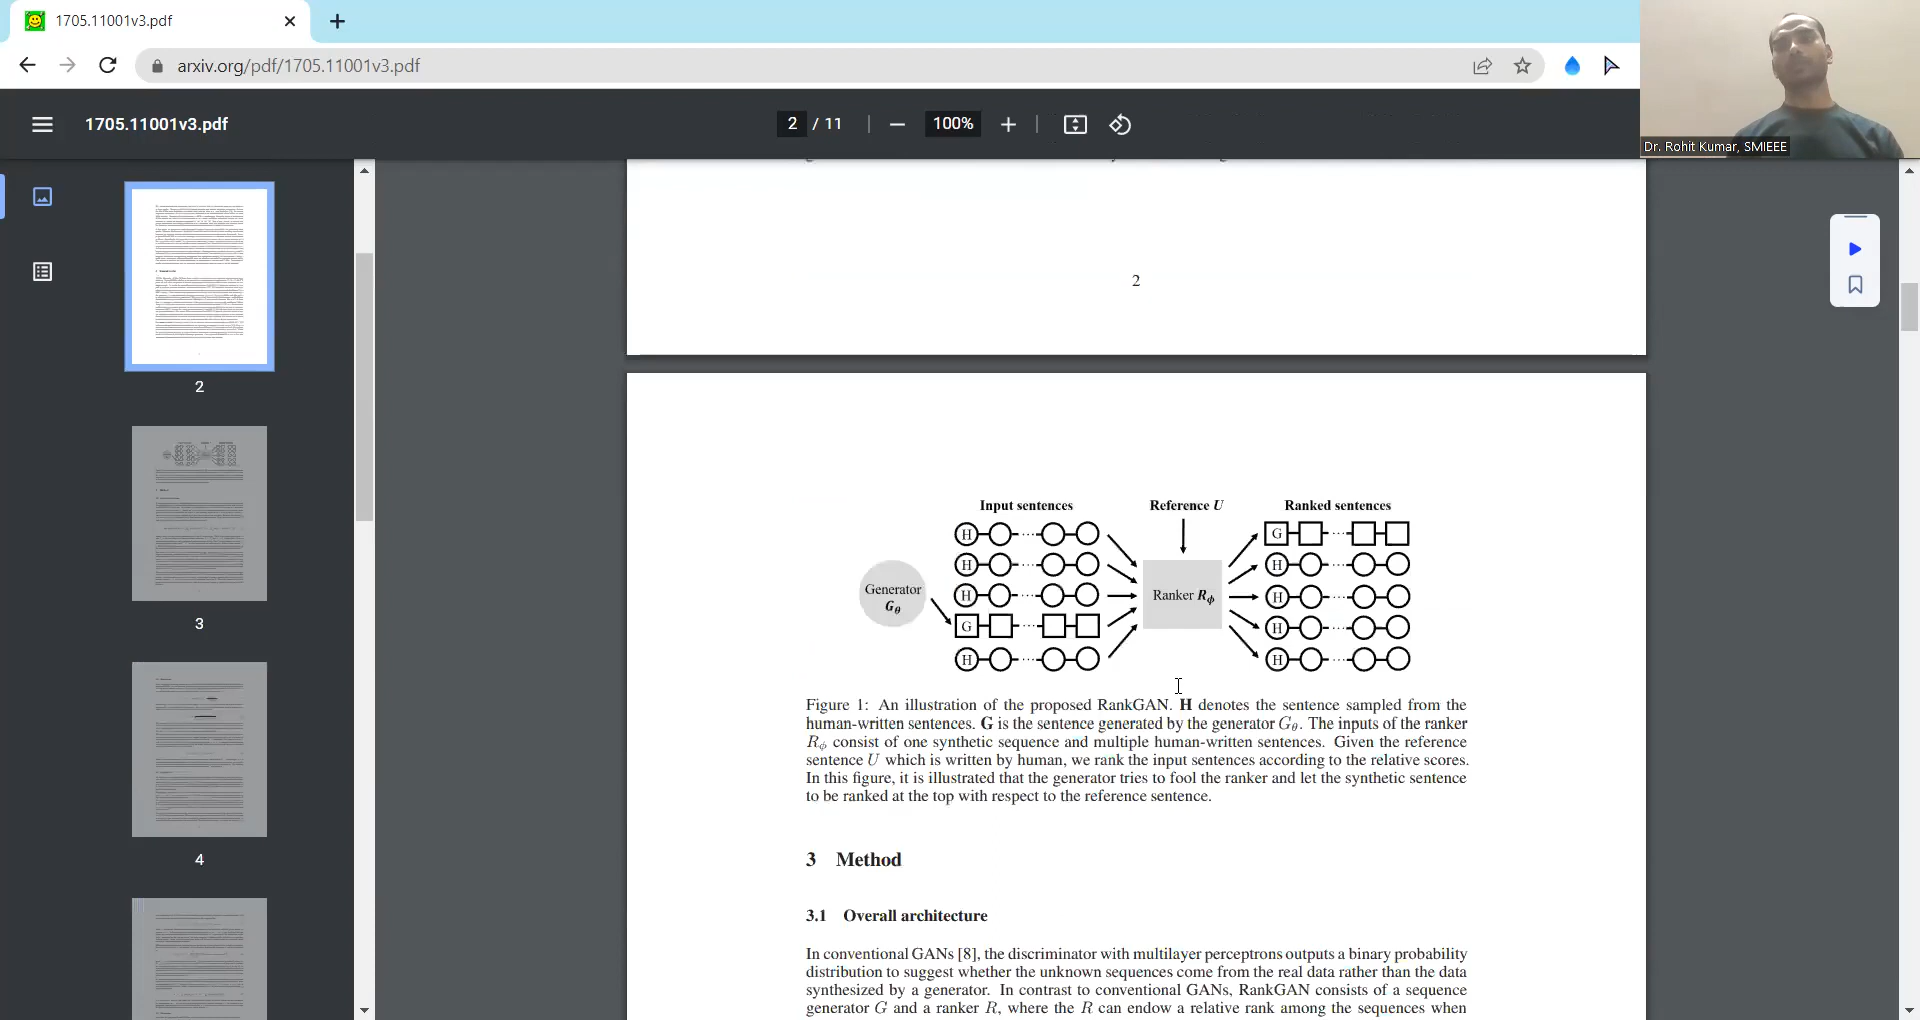 1705.11001v3.pdf
arxiv.org/pdf/1705.11001v3.pdf
1705.11001v3.pdf
2 / 11
100%
Dr. Rohit Kumar, SMIEEE
2
3
4
2
Input sentences
Reference U
Ranked sentences
H
H
H
G
H
Generator
Gθ
Ranker Rϕ
G
H
H
H
H
Figure 1: An illustration of the proposed RankGAN. H denotes the sentence sampled from the
human-written sentences. G is the sentence generated by the generator Gθ. The inputs of the ranker
Rϕ consist of one synthetic sequence and multiple human-written sentences. Given the reference
sentence U which is written by human, we rank the input sentences according to the relative scores.
In this figure, it is illustrated that the generator tries to fool the ranker and let the synthetic sentence
to be ranked at the top with respect to the reference sentence.
3 Method
3.1 Overall architecture
In conventional GANs [8], the discriminator with multilayer perceptrons outputs a binary probability
distribution to suggest whether the unknown sequences come from the real data rather than the data
synthesized by a generator. In contrast to conventional GANs, RankGAN consists of a sequence
generator G and a ranker R, where the R can endow a relative rank among the sequences when